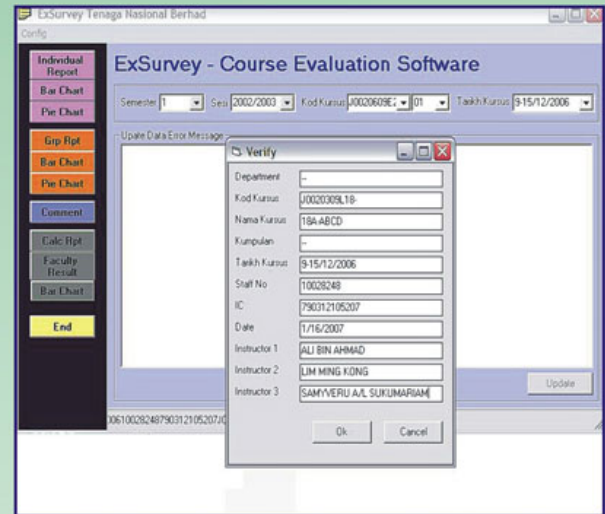 ExSurvey Tenaga Nasional Berhad
Config
Individual
Report
Bar Chart
Pie Chart
Grp Rpt
Bar Chart
Pie Chart
Comment
Calc Rpt
Faculty
Result
Bar Chart
End
ExSurvey - Course Evaluation Software
Semester 1 Sesi 2002/2003 Kod Kursus J0020609E2 01 Tarikh Kursus 9-15/12/2006
Upate Data Error Message
Verify
Department --
Kod Kursus J0020309L18-
Nama Kursus 18A-ABCD
Kumpulan --
Tarikh Kursus 9-15/12/2006
Staff No 10028248
IC 790312105207
Date 1/16/2007
Instructor 1 ALI BIN AHMAD
Instructor 2 LIM MING KONG
Instructor 3 SAMYVERU A/L SUKUMARIAM
Ok Cancel
Update